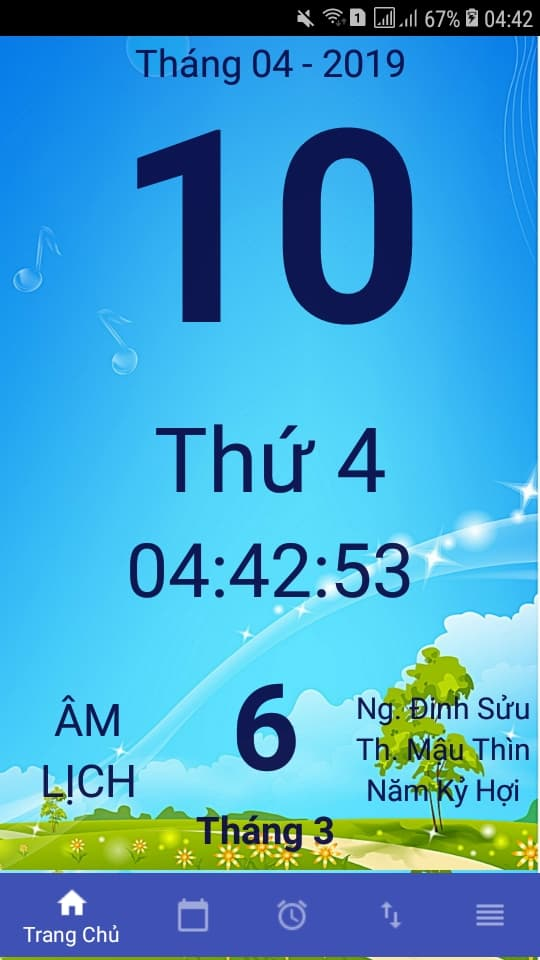 1 67% 04:42
Tháng 04 - 2019
10
Thứ 4
04:42:53
ÂM
LỊCH
6
Tháng 3
Ng. Đinh Sửu
Th. Mậu Thìn
Năm Kỷ Hợi
Trang Chủ